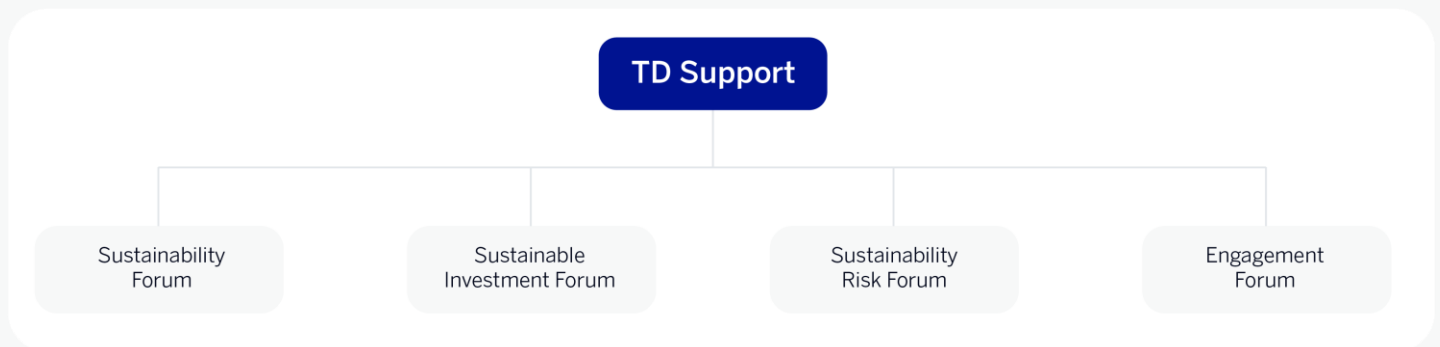 TD Support
Sustainability
Forum
Sustainable
Investment Forum
Sustainability
Risk Forum
Engagement
Forum